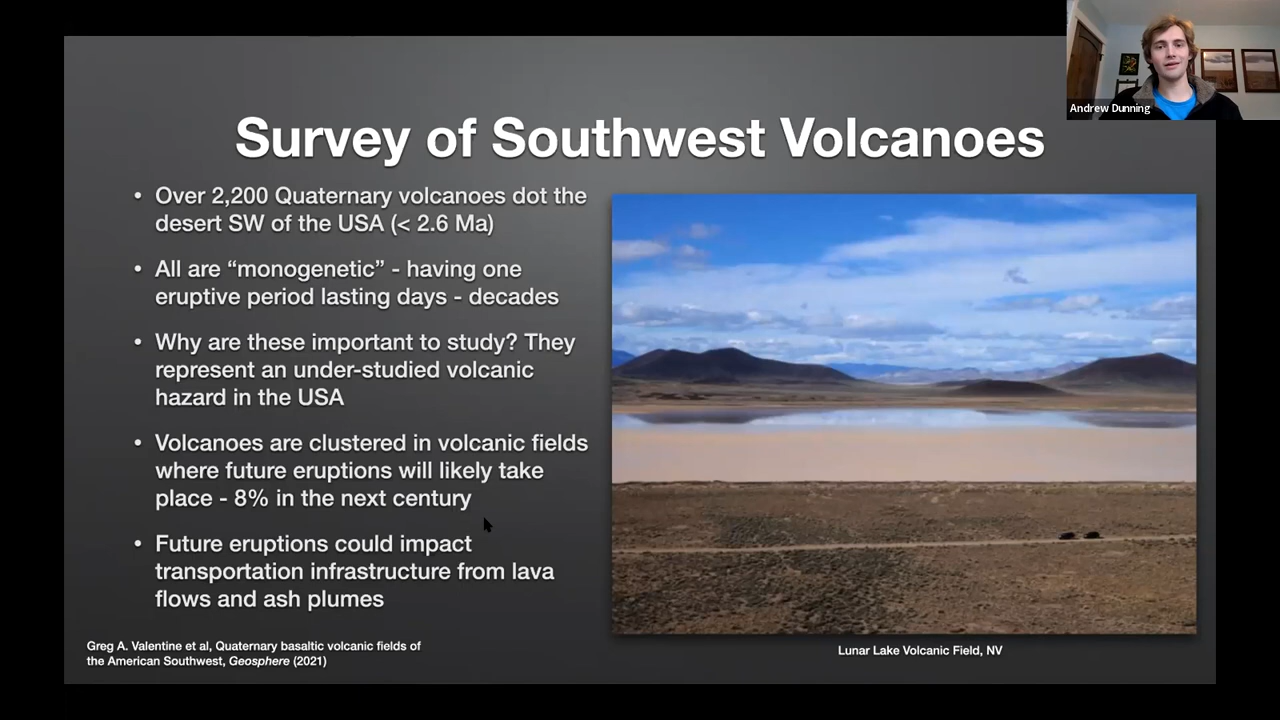 Andrew Dunning
Survey of Southwest Volcanoes
• Over 2,200 Quaternary volcanoes dot the
desert SW of the USA (< 2.6 Ma)
• All are “monogenetic” - having one
eruptive period lasting days - decades
• Why are these important to study? They
represent an under-studied volcanic
hazard in the USA
• Volcanoes are clustered in volcanic fields
where future eruptions will likely take
place - 8% in the next century
• Future eruptions could impact
transportation infrastructure from lava
flows and ash plumes
Greg A. Valentine et al, Quaternary basaltic volcanic fields of
the American Southwest, Geosphere (2021)
Lunar Lake Volcanic Field, NV